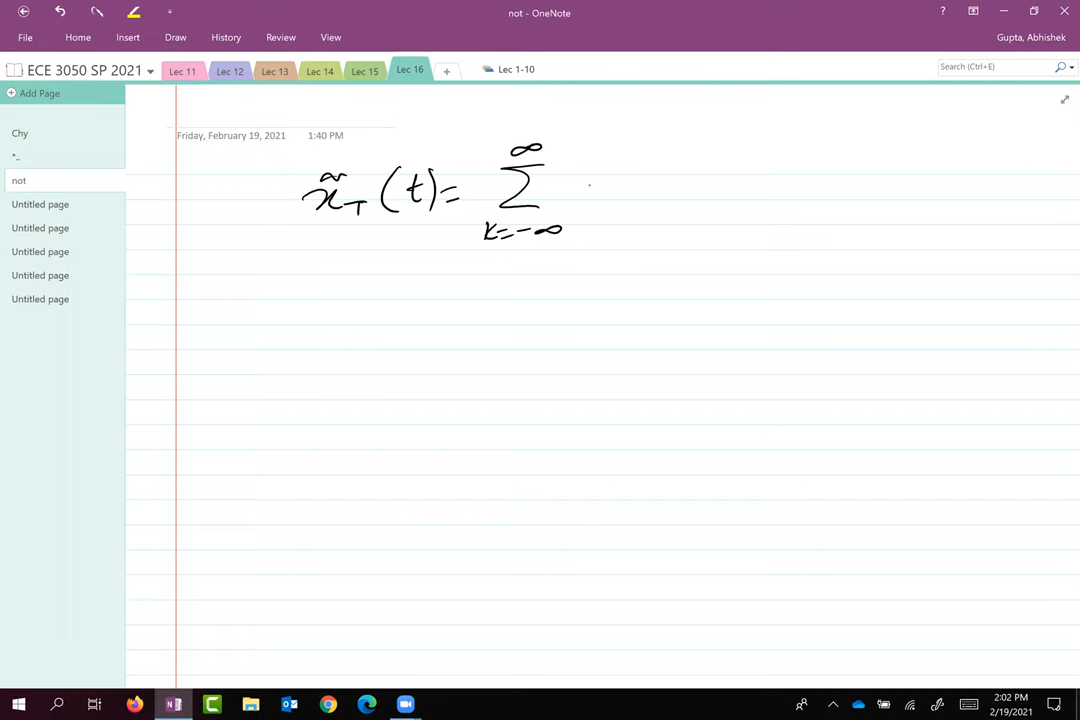 not - OneNote
?
File Home Insert Draw History Review View
Gupta, Abhishek
ECE 3050 SP 2021
Lec 11 Lec 12 Lec 13 Lec 14 Lec 15 Lec 16 + Lec 1-10
Search (Ctrl+E)
Add Page
Chy
not
Untitled page
Untitled page
Untitled page
Untitled page
Untitled page
Friday, February 19, 2021 1:40 PM
∞
x̃_T (t) = Σ
k=-∞
2:02 PM
2/19/2021